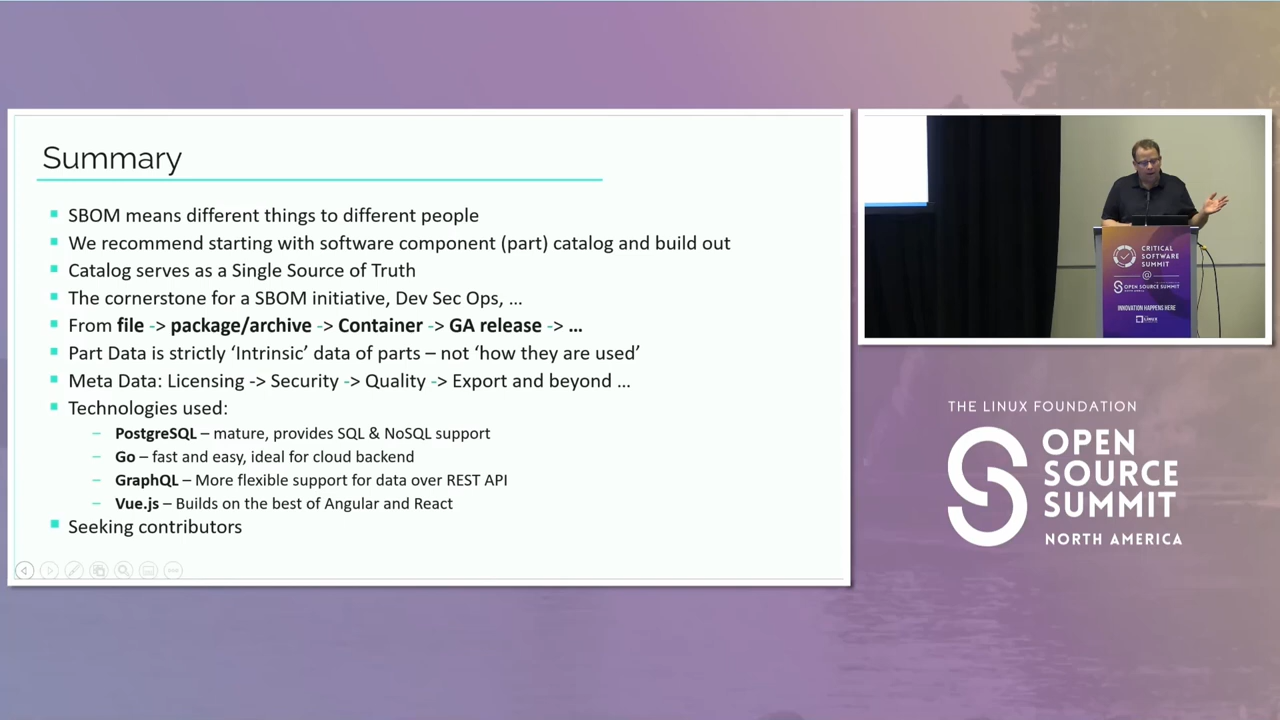 Summary
SBOM means different things to different people
We recommend starting with software component (part) catalog and build out
Catalog serves as a Single Source of Truth
The cornerstone for a SBOM initiative, Dev Sec Ops, ...
From file -> package/archive -> Container -> GA release -> ...
Part Data is strictly ‘Intrinsic’ data of parts – not ‘how they are used’
Meta Data: Licensing -> Security -> Quality -> Export and beyond ...
Technologies used:
– PostgreSQL – mature, provides SQL & NoSQL support
– Go – fast and easy, ideal for cloud backend
– GraphQL – More flexible support for data over REST API
– Vue.js – Builds on the best of Angular and React
Seeking contributors
CRITICAL
SOFTWARE
SUMMIT
@
OPEN SOURCE SUMMIT
INNOVATION HAPPENS HERE
THE LINUX FOUNDATION
OPEN
SOURCE
SUMMIT
NORTH AMERICA